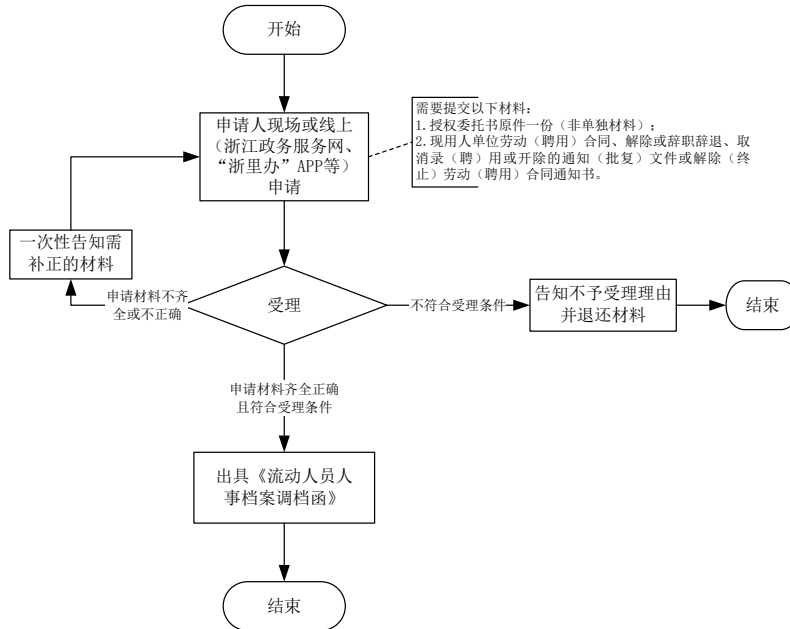 开始
申请人现场或线上
（浙江政务服务网、
“浙里办”APP等）
申请
需要提交以下材料：
1.授权委托书原件一份（非单独材料）；
2.现用人单位劳动（聘用）合同、解除或辞职辞退、取
消录（聘）用或开除的通知（批复）文件或解除（终
止）劳动（聘用）合同通知书。
一次性告知需
补正的材料
申请材料不齐
全或不正确
受理
不符合受理条件
告知不予受理理由
并退还材料
结束
申请材料齐全正确
且符合受理条件
出具《流动人员人
事档案调档函》
结束